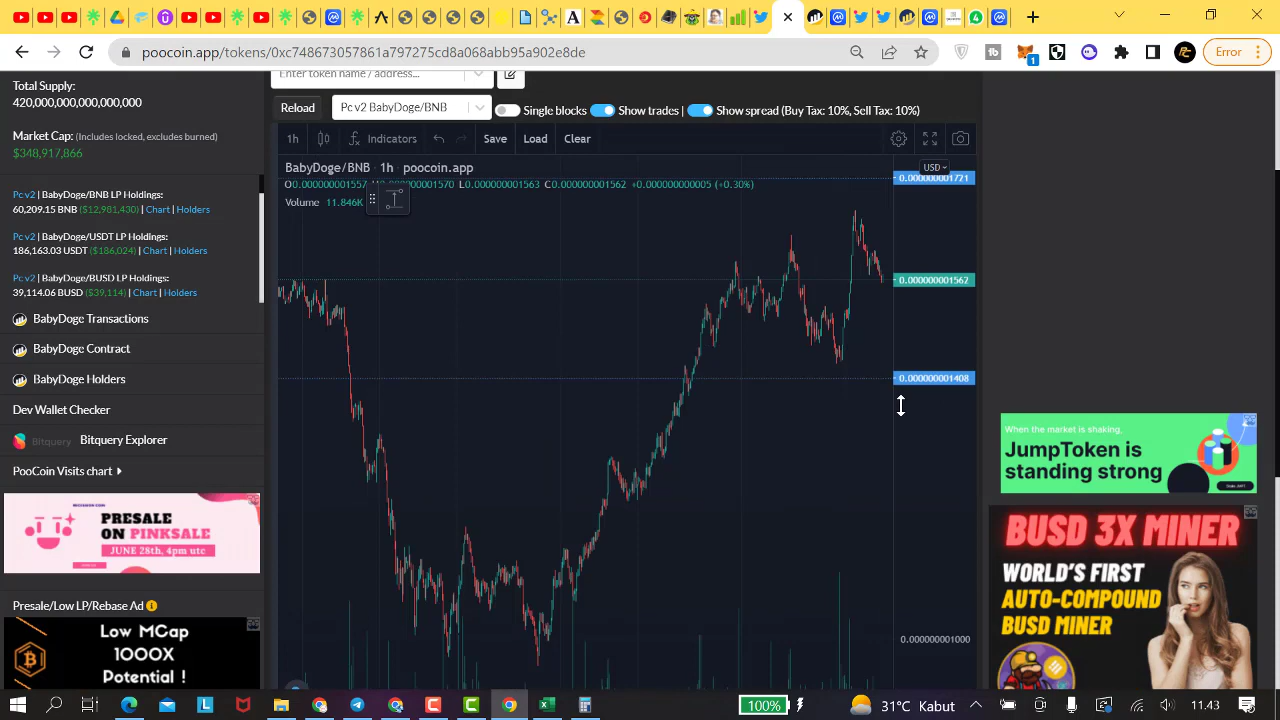 poocoin.app/tokens/0xc748673057861a797275cd8a068abb95a902e8de
Error
Total Supply:
420,000,000,000,000,000
Market Cap: (Includes locked, excludes burned)
$348,917,866
Pc v2 | BabyDoge/BNB LP Holdings:
60,209.15 BNB ($12,981,430) | Chart | Holders
Pc v2 | BabyDoge/USDT LP Holdings:
186,163.03 USDT ($186,024) | Chart | Holders
Pc v2 | BabyDoge/BUSD LP Holdings:
39,114.06 BUSD ($39,114) | Chart | Holders
BabyDoge Transactions
BabyDoge Contract
BabyDoge Holders
Dev Wallet Checker
Bitquery Bitquery Explorer
PooCoin Visits chart
PRESALE
ON PINKSALE
JUNE 28th, 4pm utc
Presale/Low LP/Rebase Ad
Low MCap
1000X
Potential !
Enter token name / address...
Reload
Pc v2 BabyDoge/BNB
Single blocks
Show trades
Show spread (Buy Tax: 10%, Sell Tax: 10%)
1h
Indicators
Save
Load
Clear
BabyDoge/BNB · 1h · poocoin.app
O0.000000001557 H0.000000001570 L0.000000001563 C0.000000001562 +0.000000000005 (+0.30%)
Volume 11.846K
USD
0.000000001721
0.000000001562
0.000000001408
0.000000001000
When the market is shaking,
JumpToken is
standing strong
BUSD 3X MINER
WORLD'S FIRST
AUTO-COMPOUND
BUSD MINER
100%
31°C Kabut
11.43